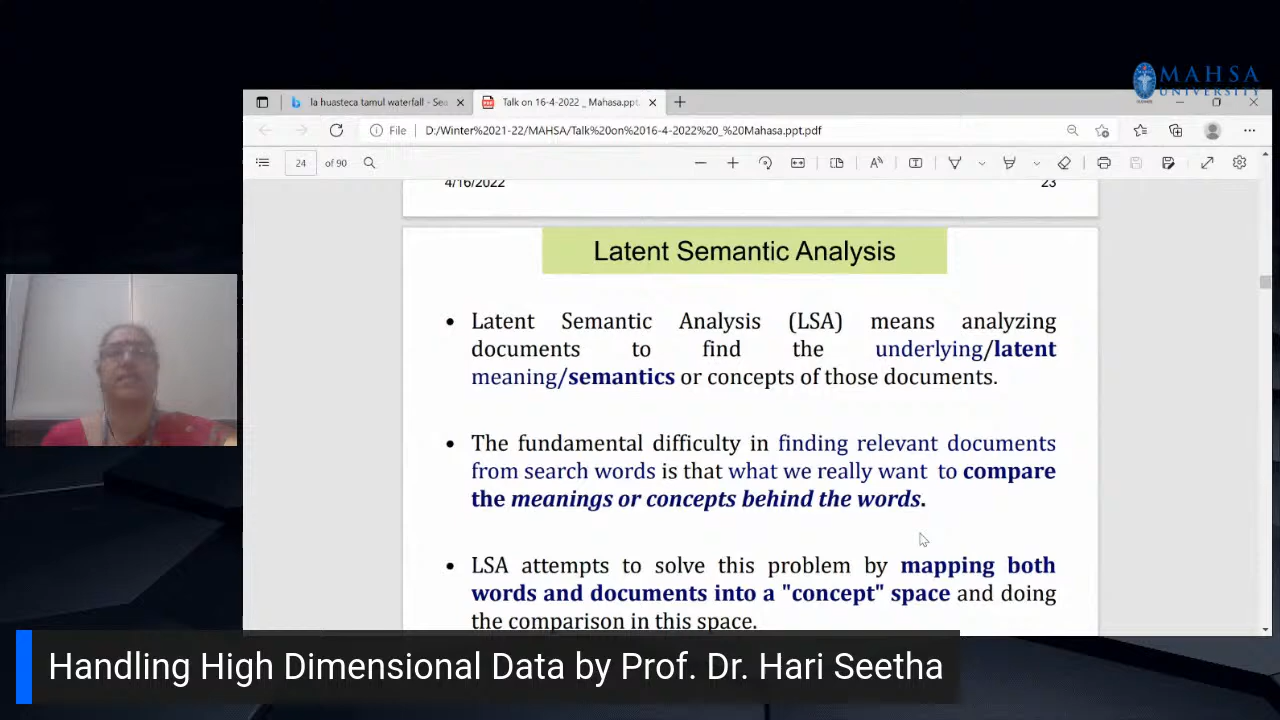 MAHSA
UNIVERSITY
la huasteca tamul waterfall - Sea
Talk on 16-4-2022 _ Mahasa.ppt.
File
D:/Winter%2021-22/MAHSA/Talk%20on%2016-4-2022%20_%20Mahasa.ppt.pdf
24 of 90
4/16/2022 23
Latent Semantic Analysis
• Latent Semantic Analysis (LSA) means analyzing
documents to find the underlying/latent
meaning/semantics or concepts of those documents.
• The fundamental difficulty in finding relevant documents
from search words is that what we really want to compare
the meanings or concepts behind the words.
• LSA attempts to solve this problem by mapping both
words and documents into a "concept" space and doing
the comparison in this space.
Handling High Dimensional Data by Prof. Dr. Hari Seetha